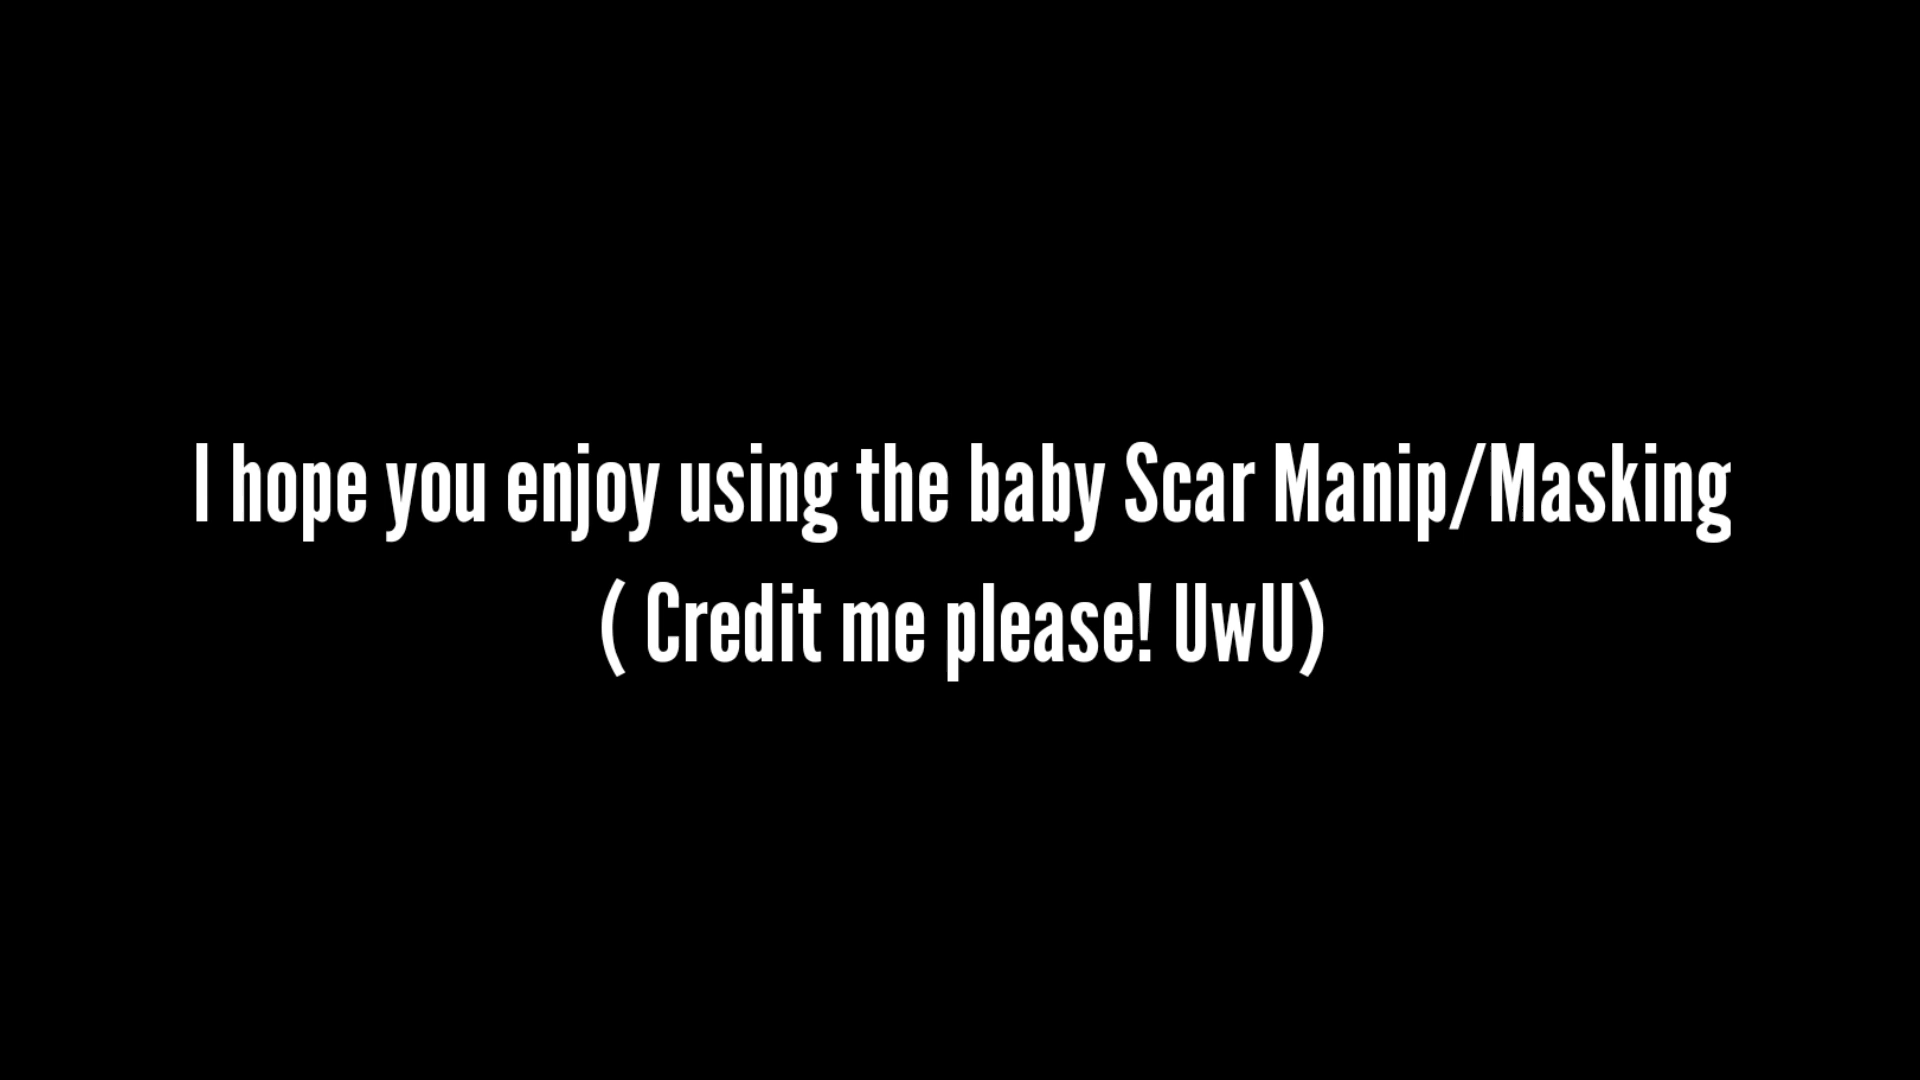 I hope you enjoy using the baby Scar Manip/Masking
( Credit me please! UwU)